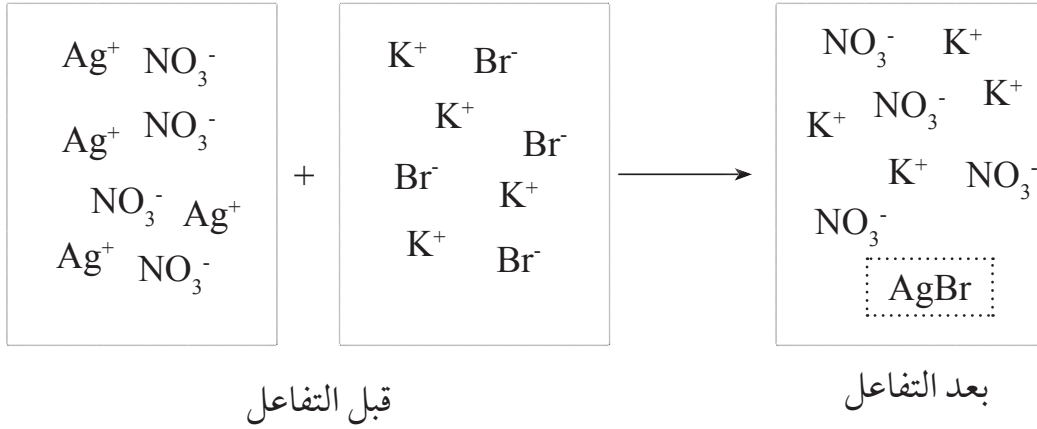 Ag⁺ NO₃⁻
Ag⁺ NO₃⁻
NO₃⁻ Ag⁺
Ag⁺ NO₃⁻
+
K⁺ Br⁻
K⁺
Br⁻
Br⁻ K⁺
K⁺ Br⁻
NO₃⁻ K⁺
K⁺ NO₃⁻ K⁺
K⁺ NO₃⁻
NO₃⁻
AgBr
قبل التفاعل
بعد التفاعل